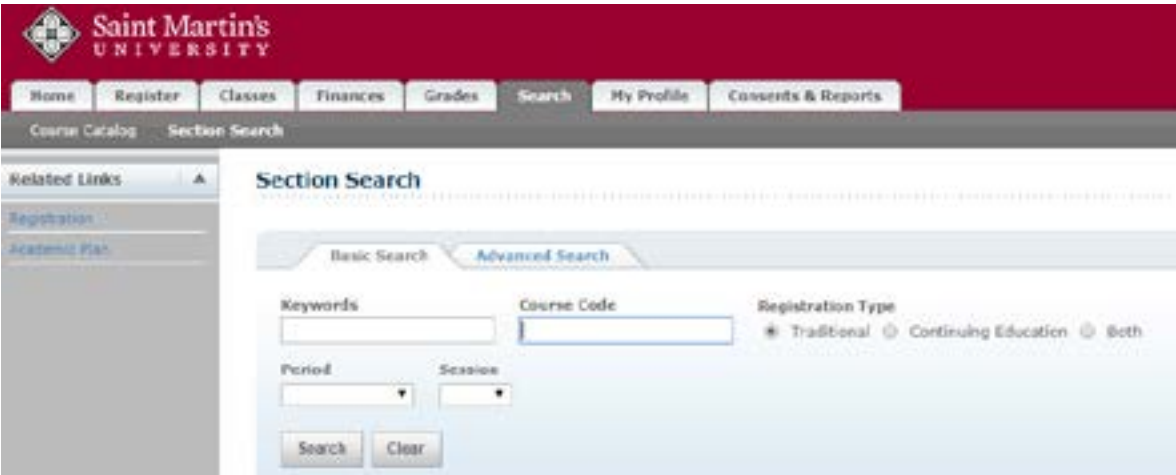 Saint Martin's
UNIVERSITY
Home Register Classes Finances Grades Search My Profile Consents & Reports
Course Catalog Section Search
Related Links
Section Search
Registration
Academic Plan
Basic Search Advanced Search
Keywords Course Code Registration Type
Traditional Continuing Education Both
Period Session
Search Clear